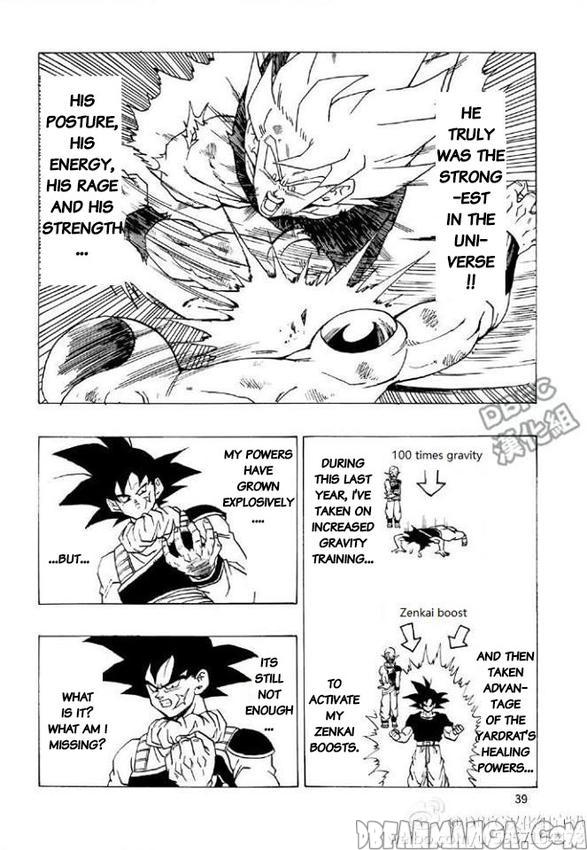 HE
TRULY
WAS THE
STRONG
-EST
IN THE
UNI-
VERSE
!!
HIS
POSTURE,
HIS
ENERGY,
HIS RAGE
AND HIS
STRENGTH
...
DBFC
漢化組
MY POWERS
HAVE
GROWN
EXPLOSIVELY
....
...BUT...
ITS
STILL
NOT
ENOUGH
...
WHAT
IS IT?
WHAT AM I
MISSING?
100 times gravity
DURING
THIS LAST
YEAR, I'VE
TAKEN ON
INCREASED
GRAVITY
TRAINING...
Zenkai boost
AND THEN
TAKEN
ADVAN-
TAGE
OF THE
YARDRAT'S
HEALING
POWERS...
TO
ACTIVATE
MY
ZENKAI
BOOSTS.
39
DBFANMANGA.COM